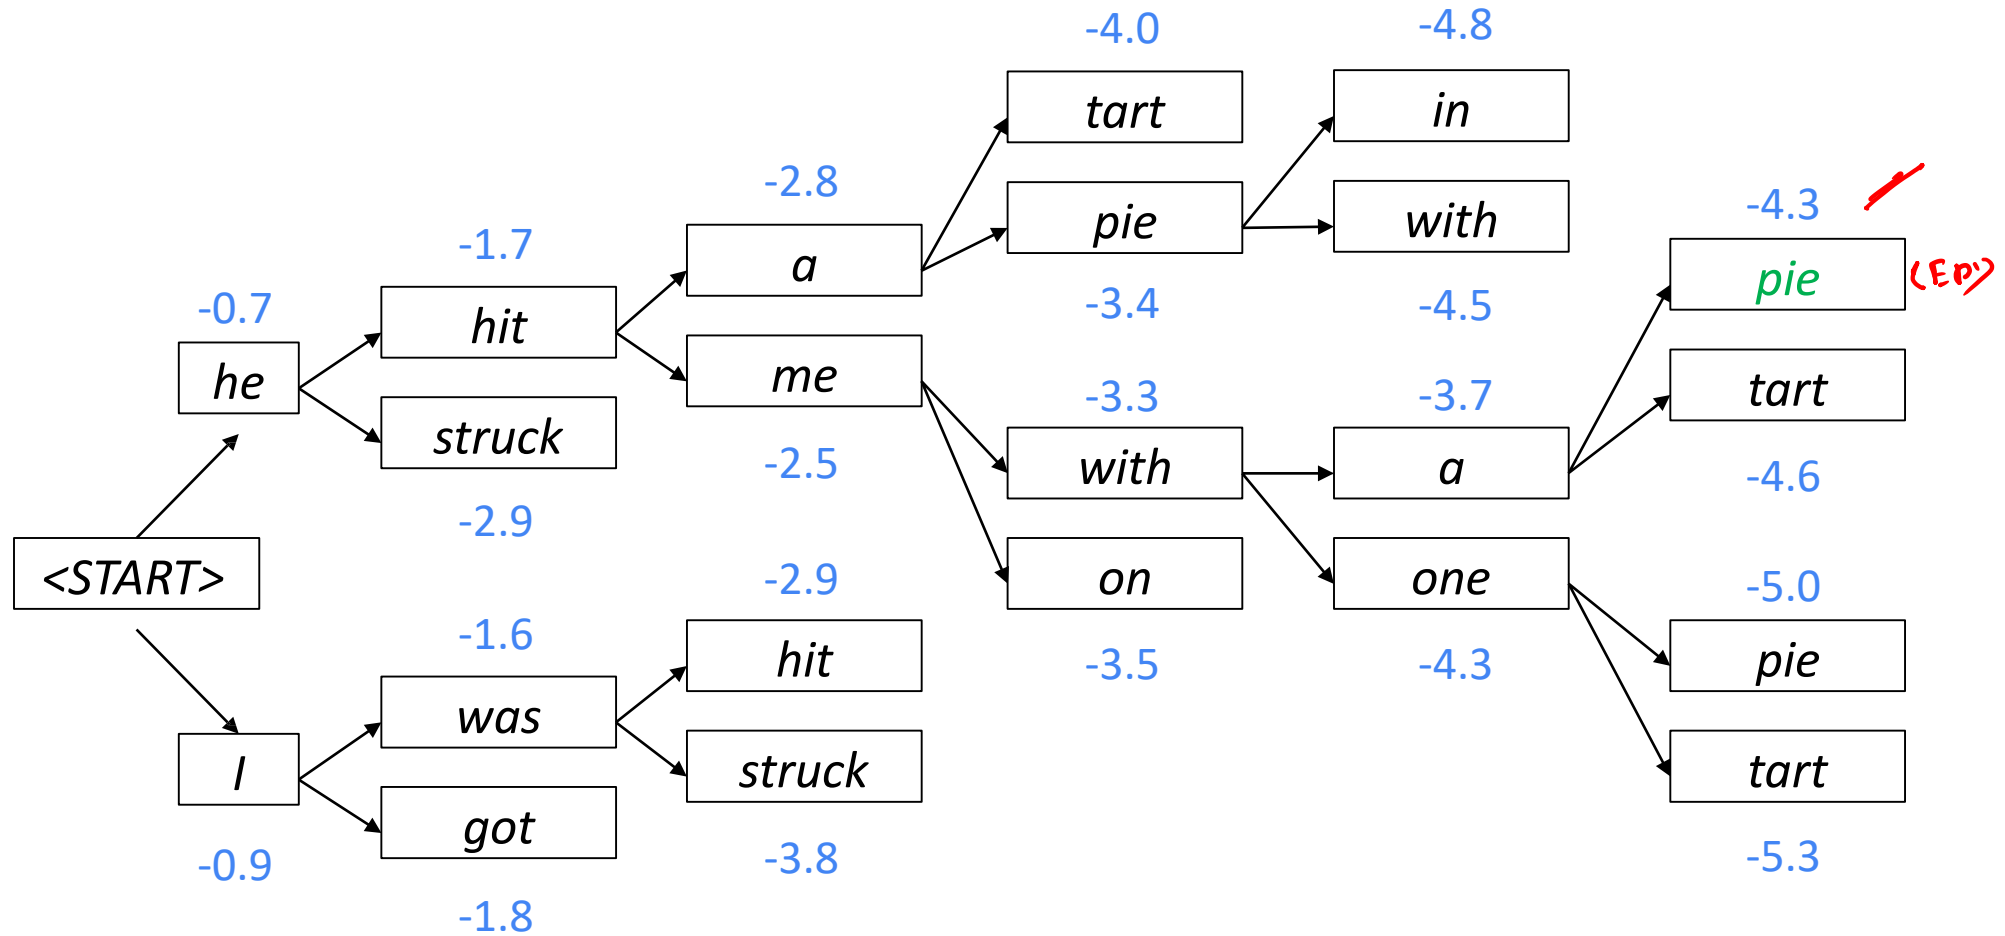 -4.0
-4.8
tart
in
-2.8
pie
with
-4.3
-1.7
a
pie
-0.7
hit
-3.4
-4.5
he
me
-3.3
-3.7
tart
struck
-2.5
with
a
-4.6
-2.9
<START>
-2.9
on
one
-5.0
-1.6
hit
-3.5
-4.3
pie
was
I
struck
tart
got
-0.9
-3.8
-5.3
-1.8